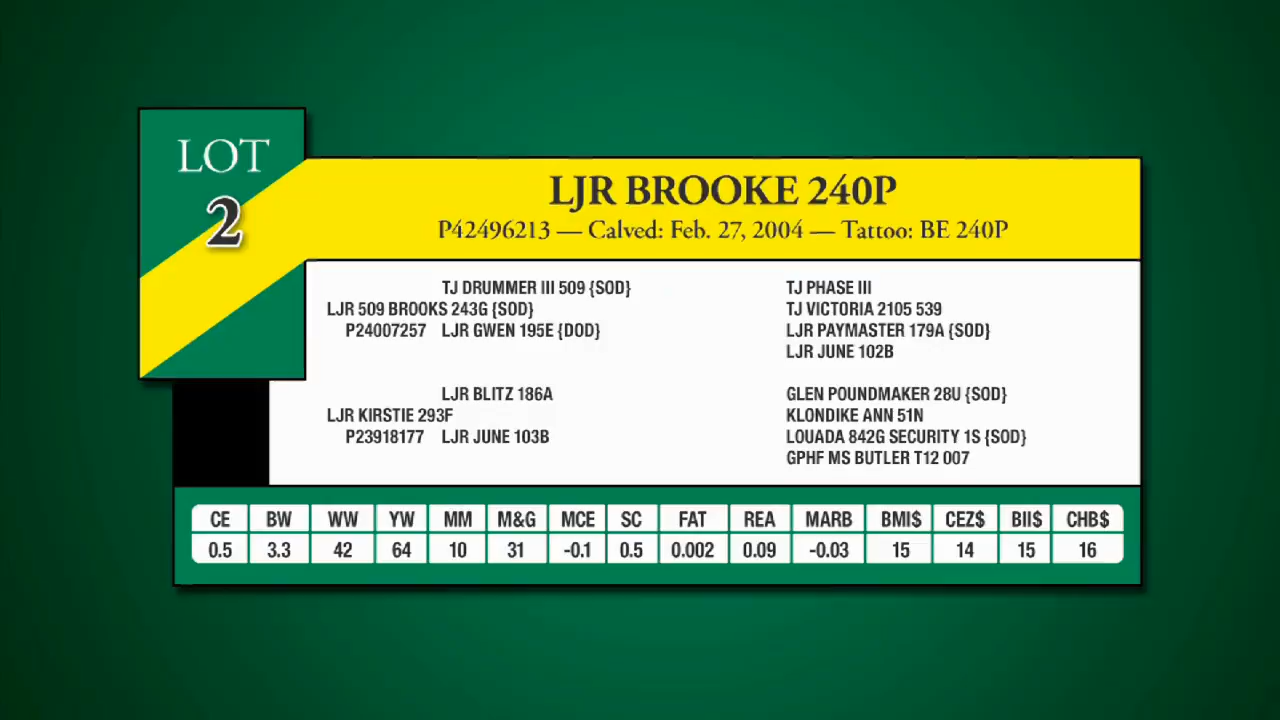 LOT
2
LJR BROOKE 240P
P42496213 — Calved: Feb. 27, 2004 — Tattoo: BE 240P
TJ DRUMMER III 509 {SOD} TJ PHASE III
LJR 509 BROOKS 243G {SOD} TJ VICTORIA 2105 539
P24007257 LJR GWEN 195E {DOD} LJR PAYMASTER 179A {SOD}
LJR JUNE 102B
LJR BLITZ 186A GLEN POUNDMAKER 28U {SOD}
LJR KIRSTIE 293F KLONDIKE ANN 51N
P23918177 LJR JUNE 103B LOUADA 842G SECURITY 1S {SOD}
GPHF MS BUTLER T12 007
CE BW WW YW MM M&G MCE SC FAT REA MARB BMI$ CEZ$ BII$ CHB$
0.5 3.3 42 64 10 31 -0.1 0.5 0.002 0.09 -0.03 15 14 15 16